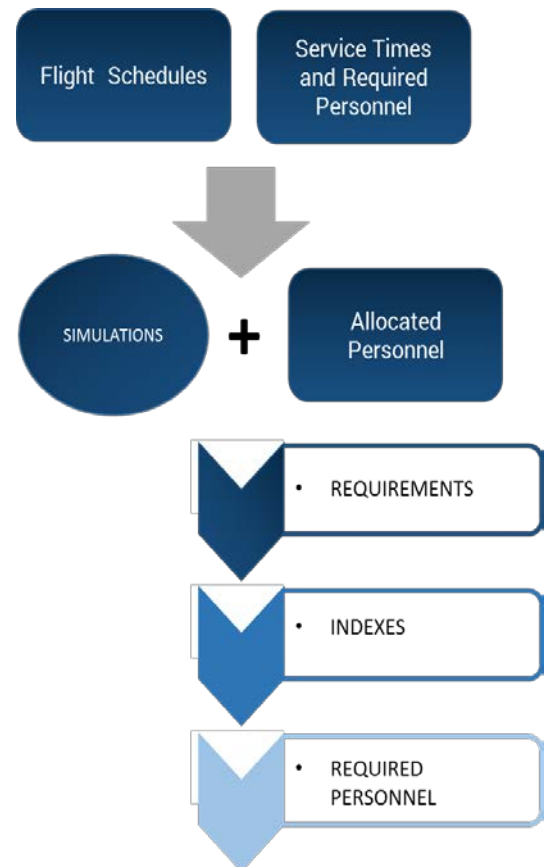 Flight Schedules
Service Times
and Required
Personnel
SIMULATIONS
+
Allocated
Personnel
• REQUIREMENTS
• INDEXES
• REQUIRED
PERSONNEL